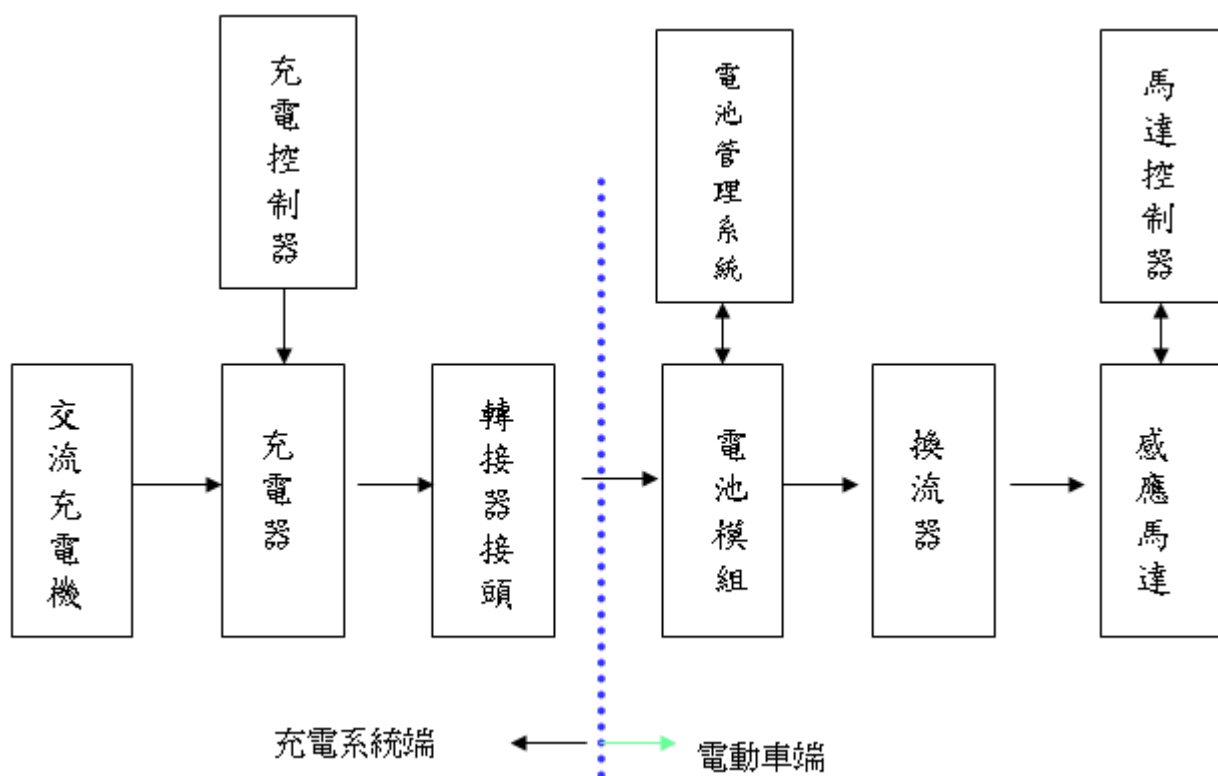 充電控制器
電池管理系統
馬達控制器
交流充電機
充電器
轉接器接頭
電池模組
換流器
感應馬達
充電系統端
電動車端